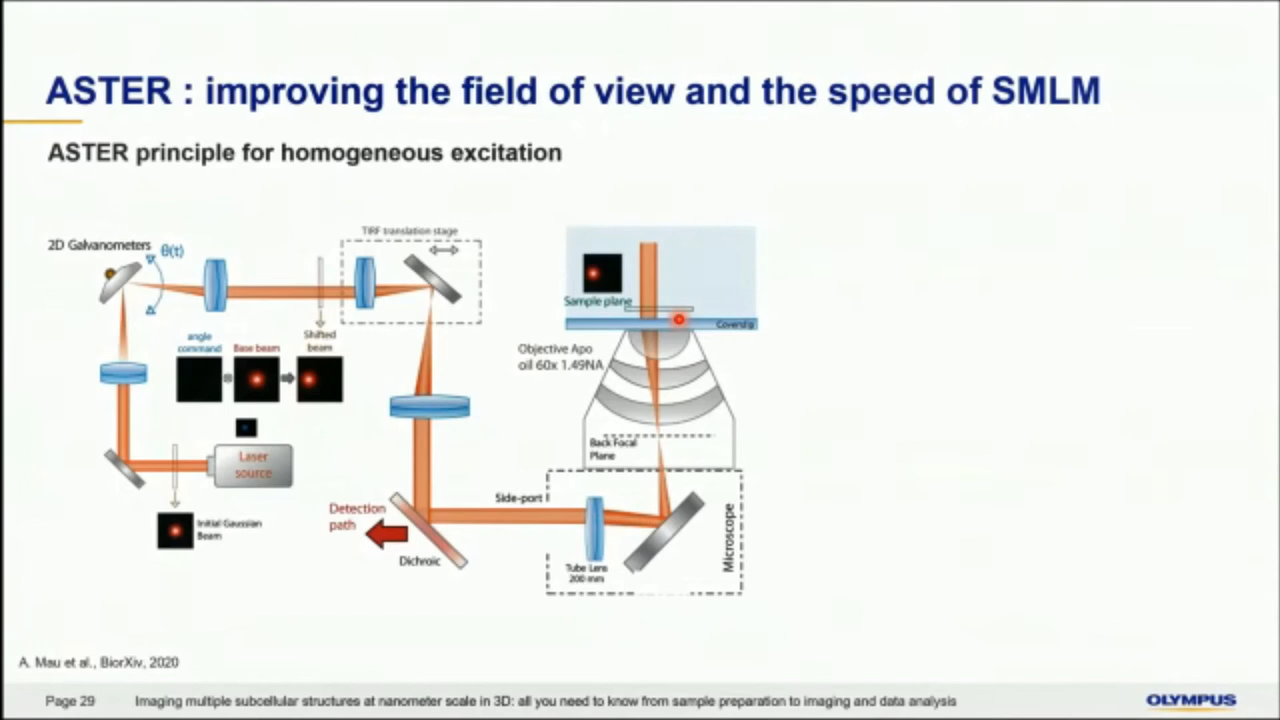 ASTER : improving the field of view and the speed of SMLM
ASTER principle for homogeneous excitation
TIRF translation stage
2D Galvanometers
θ(t)
Sample plane
Coverslip
angle
command
Base beam
Shifted
beam
Objective Apo
oil 60x 1.49NA
Back Focal
Plane
Laser
source
Side-port
Detection
path
Initial Gaussian
Beam
Dichroic
Tube Lens
200 mm
Microscope
A. Mau et al., BiorXiv, 2020
Page 29
Imaging multiple subcellular structures at nanometer scale in 3D: all you need to know from sample preparation to imaging and data analysis
OLYMPUS